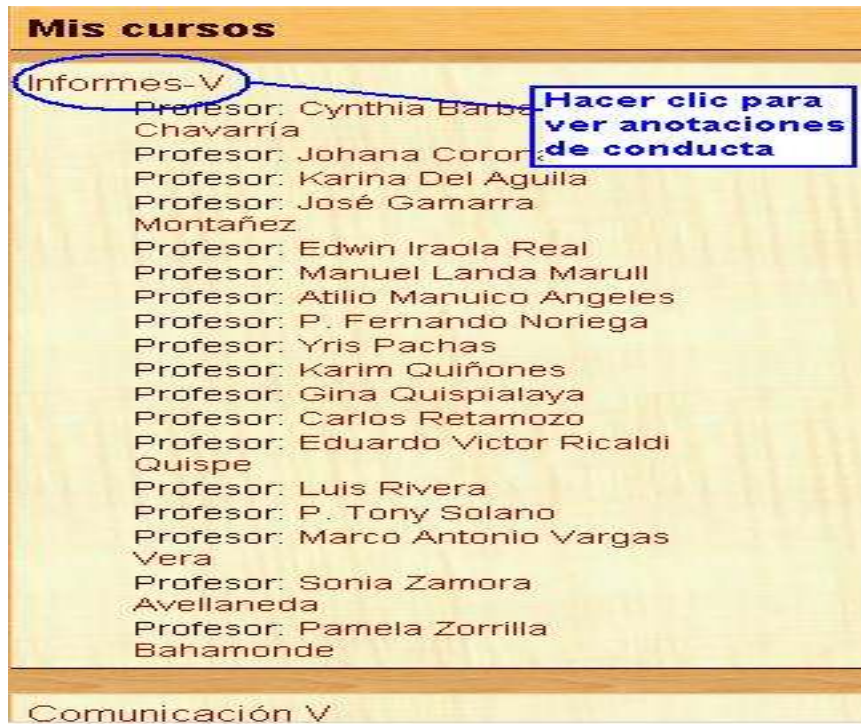 Mis cursos
Informes-V
Hacer clic para
ver anotaciones
de conducta
Profesor: Cynthia
Chavarría
Profesor: Johana
Profesor: Karina Del Aguila
Profesor: José Gamarra
Montañez
Profesor: Edwin Iraola Real
Profesor: Manuel Landa Marull
Profesor: Atilio Manuico Angeles
Profesor: P. Fernando Noriega
Profesor: Yris Pachas
Profesor: Karim Quiñones
Profesor: Gina Quispialaya
Profesor: Carlos Retamozo
Profesor: Eduardo Victor Ricaldi
Quispe
Profesor: Luis Rivera
Profesor: P. Tony Solano
Profesor: Marco Antonio Vargas
Vera
Profesor: Sonia Zamora
Avellaneda
Profesor: Pamela Zorrilla
Bahamonde
Comunicación V